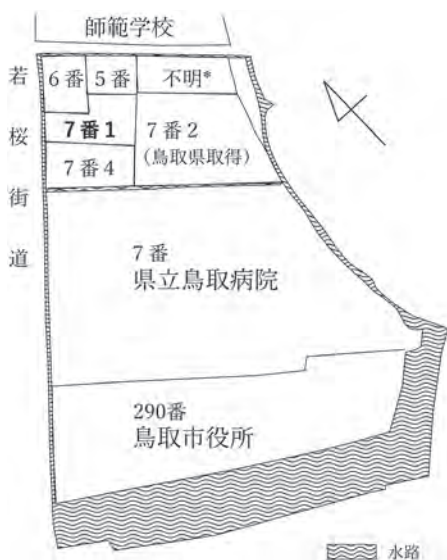 師範学校
若桜街道
6番
5番
不明*
7番1
7番2
(鳥取県取得)
7番4
7番
県立鳥取病院
290番
鳥取市役所
水路